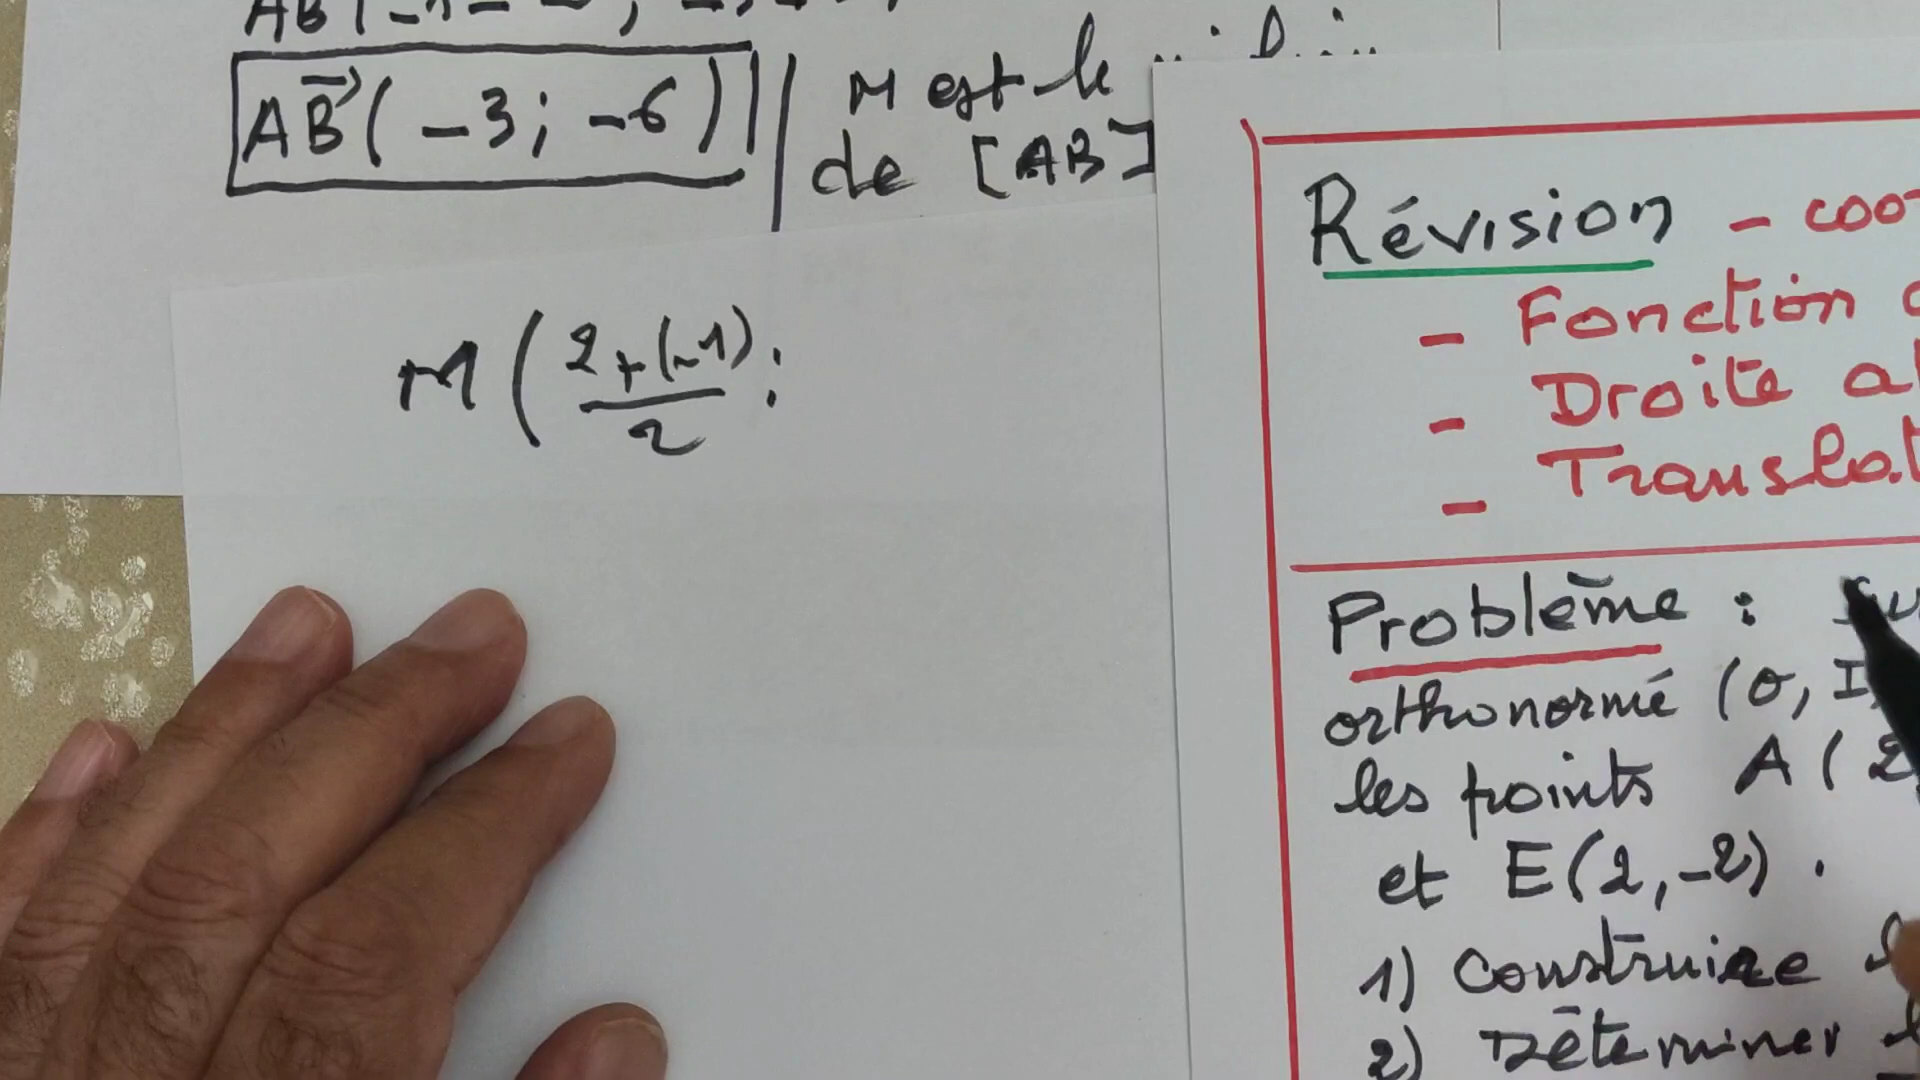 AB⃗(-3; -6)
M est le
de [AB]
M(2+(-1)/2;
Révision - coo
- Fonction
- Droite
- Translat
Problème :
orthonormé (o, I
les points A(2
et E(2,-2).
1) Construire
2) Déterminer